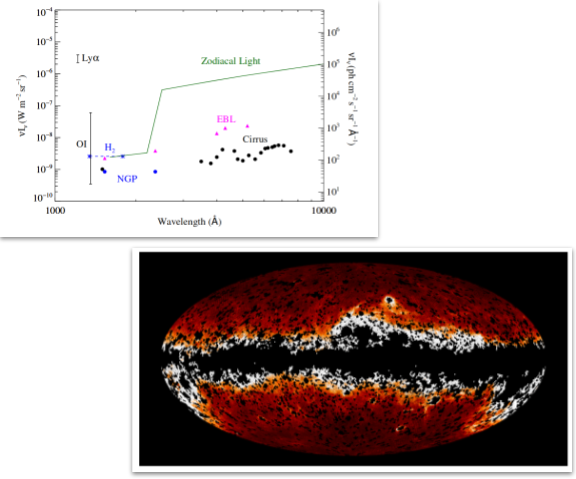 10⁻⁴
10⁻⁵
10⁻⁶
10⁻⁷
10⁻⁸
10⁻⁹
10⁻¹⁰
νIᵥ (W m⁻² sr⁻¹)
Lyα
Zodiacal Light
EBL
Cirrus
OI
H₂
NGP
10⁶
10⁵
10⁴
10³
10²
10¹
νIᵥ (ph cm⁻² s⁻¹ sr⁻¹ Å⁻¹)
1000
10000
Wavelength (Å)